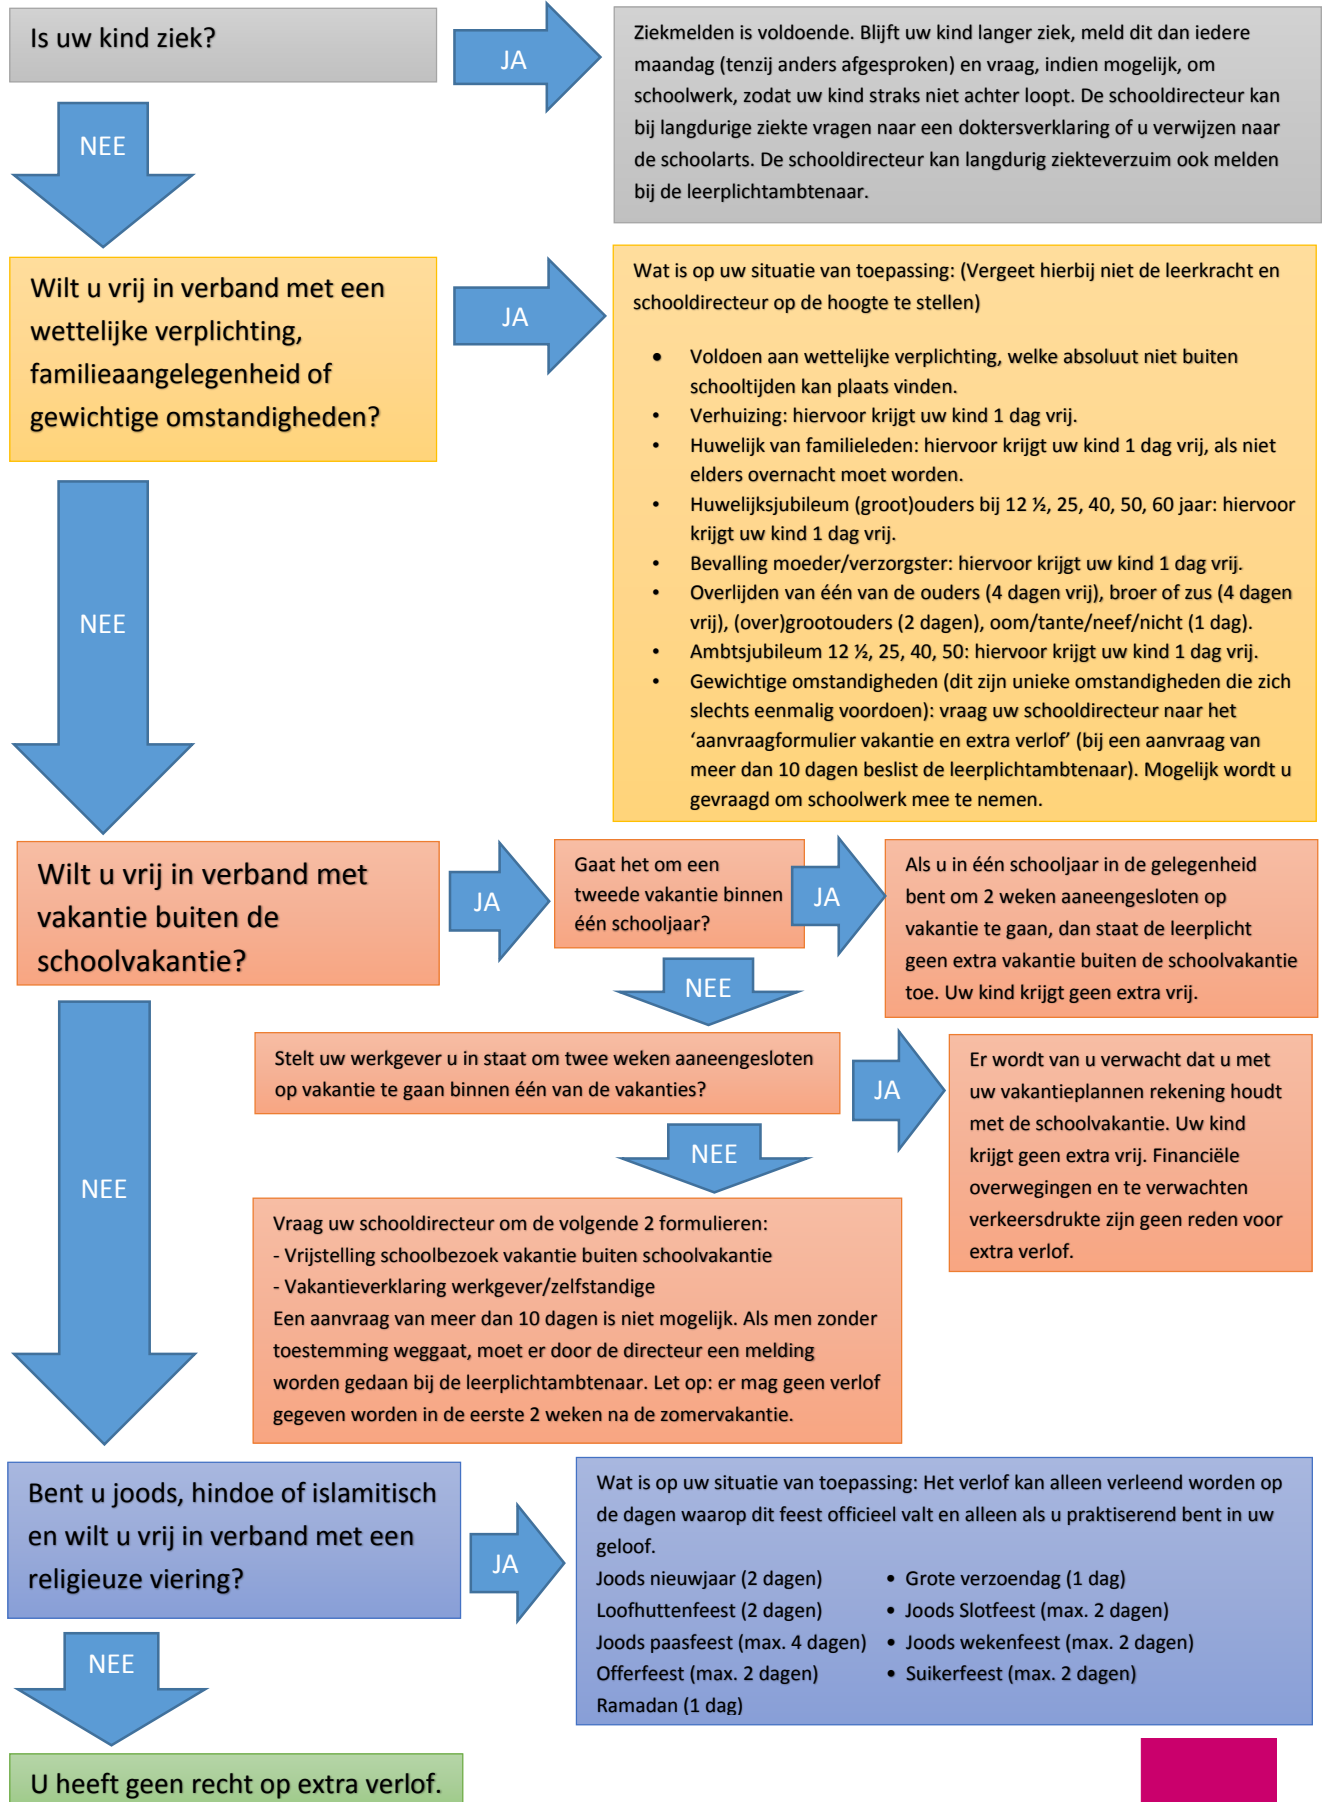 Is uw kind ziek?
JA
Ziekmelden is voldoende. Blijft uw kind langer ziek, meld dit dan iedere
maandag (tenzij anders afgesproken) en vraag, indien mogelijk, om
schoolwerk, zodat uw kind straks niet achter loopt. De schooldirecteur kan
bij langdurige ziekte vragen naar een doktersverklaring of u verwijzen naar
de schoolarts. De schooldirecteur kan langdurig ziekteverzuim ook melden
bij de leerplichtambtenaar.
NEE
Wilt u vrij in verband met een
wettelijke verplichting,
familieaangelegenheid of
gewichtige omstandigheden?
JA
Wat is op uw situatie van toepassing: (Vergeet hierbij niet de leerkracht en
schooldirecteur op de hoogte te stellen)
• Voldoen aan wettelijke verplichting, welke absoluut niet buiten
schooltijden kan plaats vinden.
• Verhuizing: hiervoor krijgt uw kind 1 dag vrij.
• Huwelijk van familieleden: hiervoor krijgt uw kind 1 dag vrij, als niet
elders overnacht moet worden.
• Huwelijksjubileum (groot)ouders bij 12 ½, 25, 40, 50, 60 jaar: hiervoor
krijgt uw kind 1 dag vrij.
• Bevalling moeder/verzorgster: hiervoor krijgt uw kind 1 dag vrij.
• Overlijden van één van de ouders (4 dagen vrij), broer of zus (4 dagen
vrij), (over)grootouders (2 dagen), oom/tante/neef/nicht (1 dag).
• Ambtsjubileum 12 ½, 25, 40, 50: hiervoor krijgt uw kind 1 dag vrij.
• Gewichtige omstandigheden (dit zijn unieke omstandigheden die zich
slechts eenmalig voordoen): vraag uw schooldirecteur naar het
‘aanvraagformulier vakantie en extra verlof’ (bij een aanvraag van
meer dan 10 dagen beslist de leerplichtambtenaar). Mogelijk wordt u
gevraagd om schoolwerk mee te nemen.
NEE
Wilt u vrij in verband met
vakantie buiten de
schoolvakantie?
JA
Gaat het om een
tweede vakantie binnen
één schooljaar?
JA
Als u in één schooljaar in de gelegenheid
bent om 2 weken aaneengesloten op
vakantie te gaan, dan staat de leerplicht
geen extra vakantie buiten de schoolvakantie
toe. Uw kind krijgt geen extra vrij.
NEE
Stelt uw werkgever u in staat om twee weken aaneengesloten
op vakantie te gaan binnen één van de vakanties?
JA
Er wordt van u verwacht dat u met
uw vakantieplannen rekening houdt
met de schoolvakantie. Uw kind
krijgt geen extra vrij. Financiële
overwegingen en te verwachten
verkeersdrukte zijn geen reden voor
extra verlof.
NEE
Vraag uw schooldirecteur om de volgende 2 formulieren:
- Vrijstelling schoolbezoek vakantie buiten schoolvakantie
- Vakantieverklaring werkgever/zelfstandige
Een aanvraag van meer dan 10 dagen is niet mogelijk. Als men zonder
toestemming weggaat, moet er door de directeur een melding
worden gedaan bij de leerplichtambtenaar. Let op: er mag geen verlof
gegeven worden in de eerste 2 weken na de zomervakantie.
NEE
Bent u joods, hindoe of islamitisch
en wilt u vrij in verband met een
religieuze viering?
JA
Wat is op uw situatie van toepassing: Het verlof kan alleen verleend worden op
de dagen waarop dit feest officieel valt en alleen als u praktiserend bent in uw
geloof.
Joods nieuwjaar (2 dagen) • Grote verzoendag (1 dag)
Loofhuttenfeest (2 dagen) • Joods Slotfeest (max. 2 dagen)
Joods paasfeest (max. 4 dagen) • Joods wekenfeest (max. 2 dagen)
Offerfeest (max. 2 dagen) • Suikerfeest (max. 2 dagen)
Ramadan (1 dag)
NEE
U heeft geen recht op extra verlof.